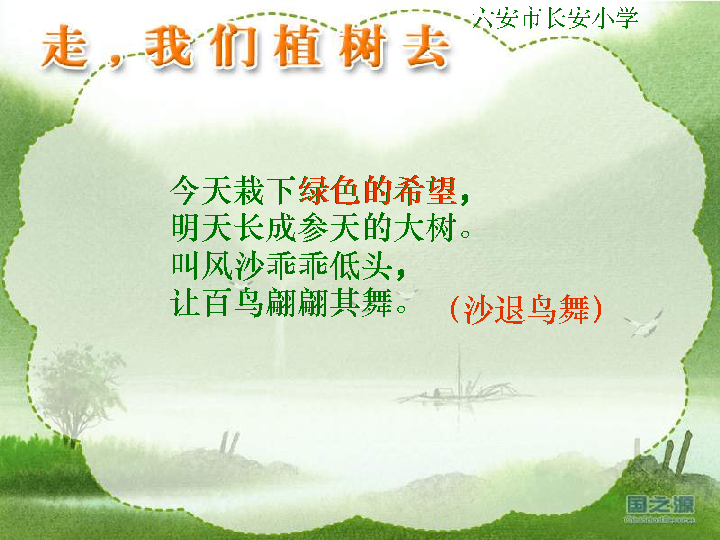 六安市长安小学
走，我们植树去
今天栽下绿色的希望，
明天长成参天的大树。
叫风沙乖乖低头，
让百鸟翩翩其舞。
（沙退鸟舞）
国之源